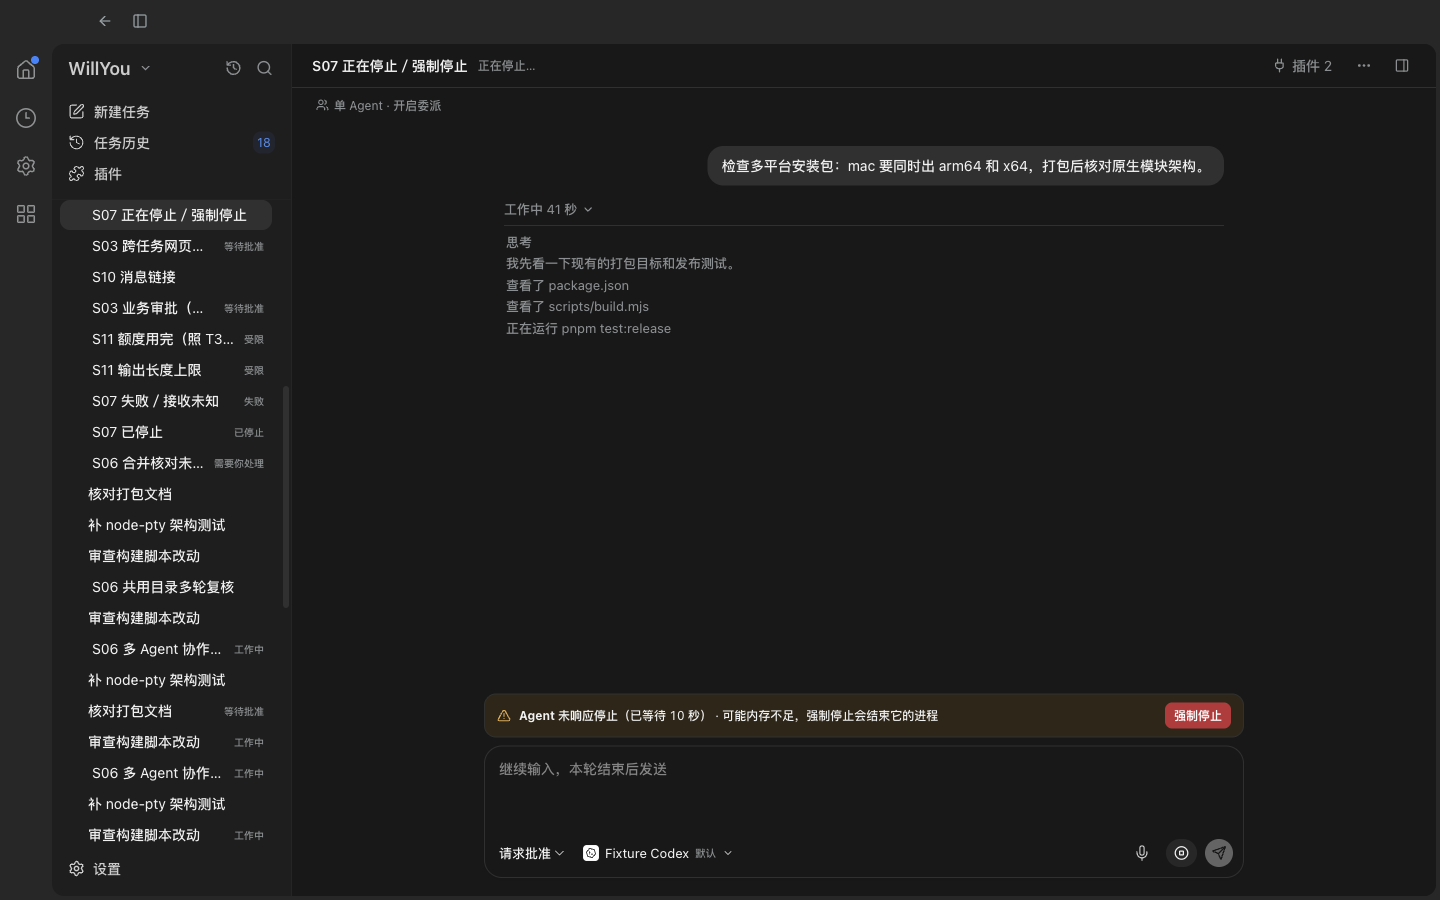 WillYou
新建任务
任务历史 18
插件
S07 正在停止 / 强制停止
S03 跨任务网页... 等待批准
S10 消息链接
S03 业务审批（... 等待批准
S11 额度用完（照 T3... 受限
S11 输出长度上限 受限
S07 失败 / 接收未知 失败
S07 已停止 已停止
S06 合并核对未... 需要你处理
核对打包文档
补 node-pty 架构测试
审查构建脚本改动
S06 共用目录多轮复核
审查构建脚本改动
S06 多 Agent 协作... 工作中
补 node-pty 架构测试
核对打包文档 等待批准
审查构建脚本改动 工作中
S06 多 Agent 协作... 工作中
补 node-pty 架构测试
审查构建脚本改动 工作中
设置
S07 正在停止 / 强制停止 正在停止...
插件 2
单 Agent · 开启委派
检查多平台安装包：mac 要同时出 arm64 和 x64，打包后核对原生模块架构。
工作中 41 秒
思考
我先看一下现有的打包目标和发布测试。
查看了 package.json
查看了 scripts/build.mjs
正在运行 pnpm test:release
Agent 未响应停止（已等待 10 秒） · 可能内存不足，强制停止会结束它的进程
强制停止
继续输入，本轮结束后发送
请求批准 Fixture Codex 默认